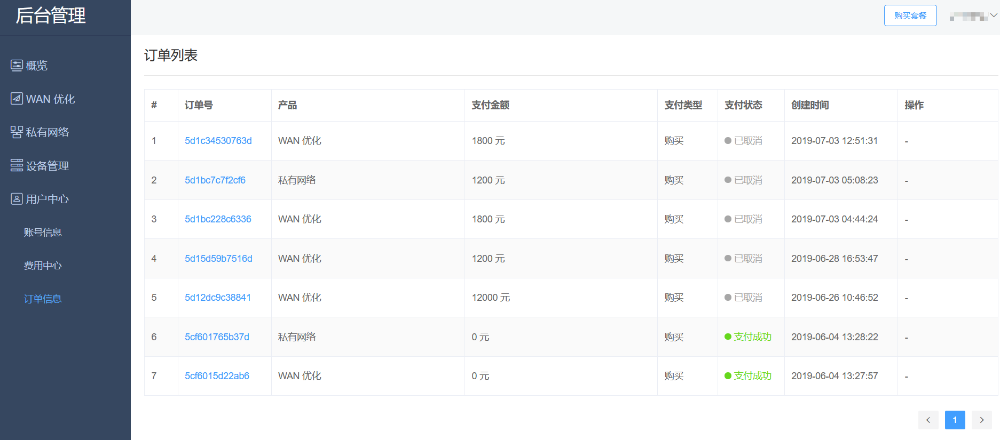 后台管理
购买套餐
概览
WAN 优化
私有网络
设备管理
用户中心
账号信息
费用中心
订单信息
订单列表
# 订单号 产品 支付金额 支付类型 支付状态 创建时间 操作
1 5d1c34530763d WAN 优化 1800 元 购买 已取消 2019-07-03 12:51:31 -
2 5d1bc7c7f2cf6 私有网络 1200 元 购买 已取消 2019-07-03 05:08:23 -
3 5d1bc228c6336 WAN 优化 1800 元 购买 已取消 2019-07-03 04:44:24 -
4 5d15d59b7516d WAN 优化 1200 元 购买 已取消 2019-06-28 16:53:47 -
5 5d12dc9c38841 WAN 优化 12000 元 购买 已取消 2019-06-26 10:46:52 -
6 5cf601765b37d 私有网络 0 元 购买 支付成功 2019-06-04 13:28:22 -
7 5cf6015d22ab6 WAN 优化 0 元 购买 支付成功 2019-06-04 13:27:57 -
1